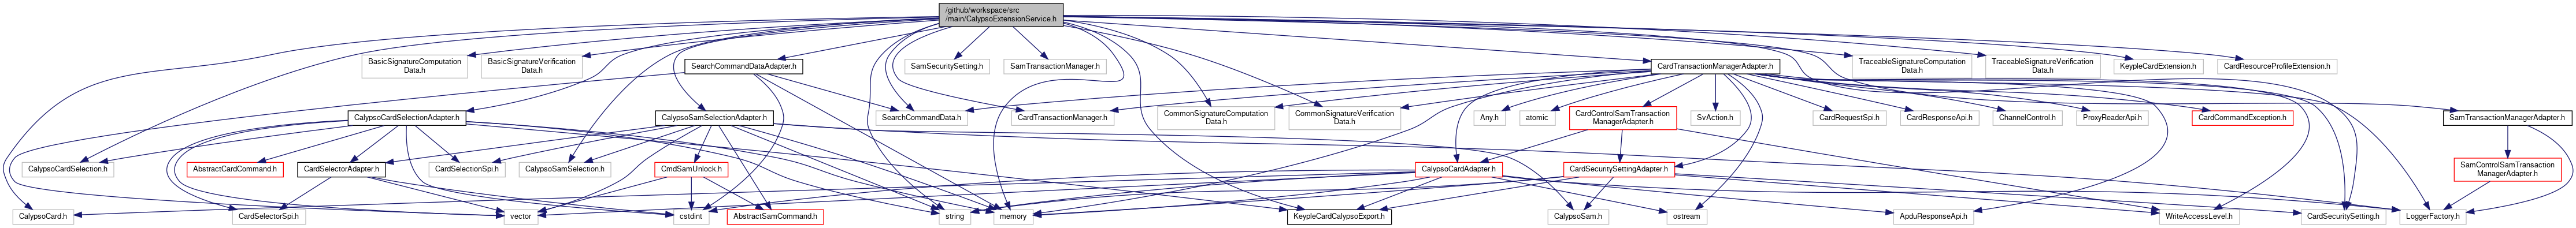 /github/workspace/src
/main/CalypsoExtensionService.h
BasicSignatureComputation
Data.h
BasicSignatureVerification
Data.h
SearchCommandDataAdapter.h
SamSecuritySetting.h
SamTransactionManager.h
CardTransactionManagerAdapter.h
TraceableSignatureComputation
Data.h
TraceableSignatureVerification
Data.h
KeypleCardExtension.h
CardResourceProfileExtension.h
CalypsoCardSelectionAdapter.h
CalypsoSamSelectionAdapter.h
SearchCommandData.h
CardTransactionManager.h
CommonSignatureComputation
Data.h
CommonSignatureVerification
Data.h
Any.h
atomic
CardControlSamTransaction
ManagerAdapter.h
SvAction.h
CardRequestSpi.h
CardResponseApi.h
ChannelControl.h
ProxyReaderApi.h
CardCommandException.h
SamTransactionManagerAdapter.h
CalypsoCardSelection.h
AbstractCardCommand.h
CardSelectorAdapter.h
CardSelectionSpi.h
CalypsoSamSelection.h
CmdSamUnlock.h
CalypsoCardAdapter.h
CardSecuritySettingAdapter.h
SamControlSamTransaction
ManagerAdapter.h
CalypsoCard.h
CardSelectorSpi.h
vector
cstdint
AbstractSamCommand.h
string
memory
KeypleCardCalypsoExport.h
CalypsoSam.h
ostream
ApduResponseApi.h
WriteAccessLevel.h
CardSecuritySetting.h
LoggerFactory.h